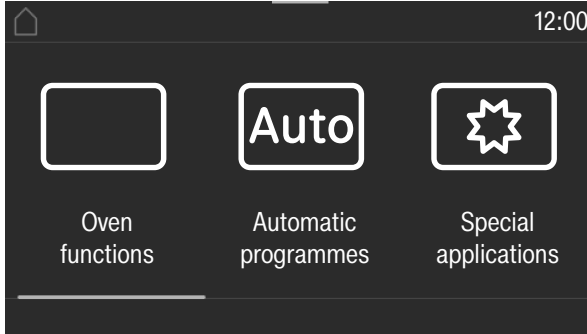 12:00
Auto
Oven
functions
Automatic
programmes
Special
applications